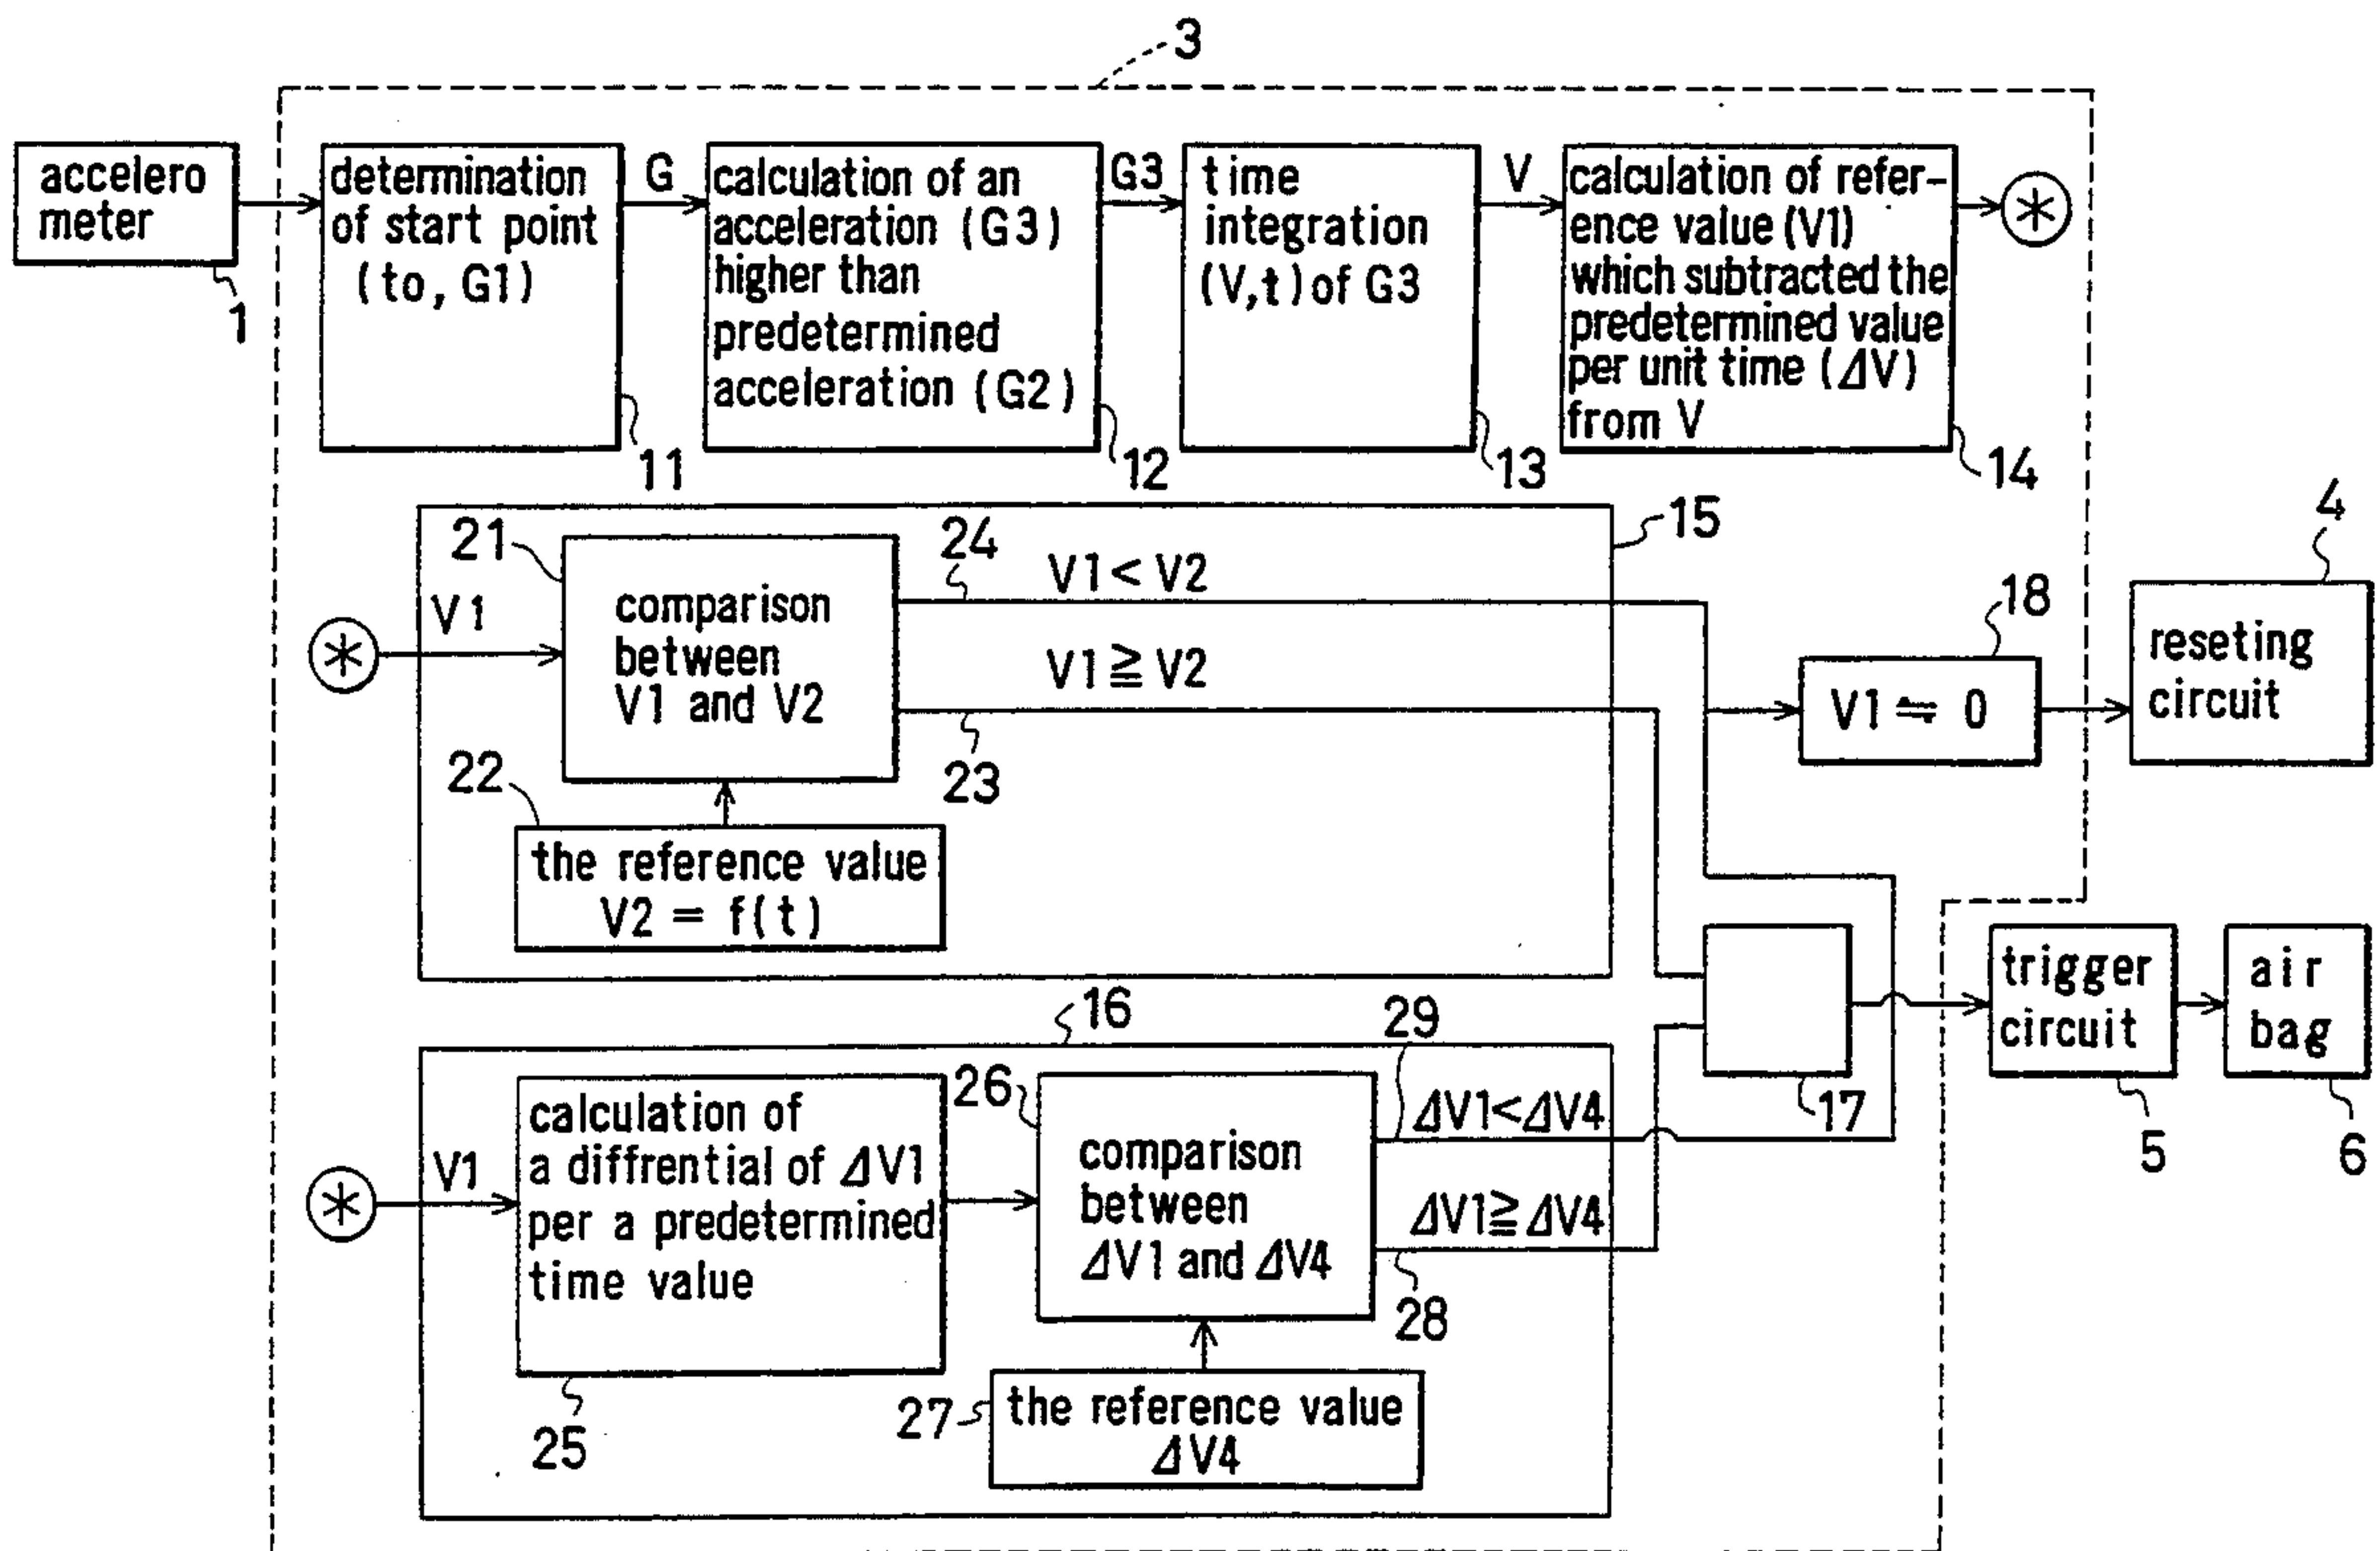 3
accelero
meter
1
determination
of start point
(to, G1)
11
G
calculation of an
acceleration (G3)
higher than
predetermined
acceleration (G2)
12
G3
time
integration
(V,t) of G3
13
V
calculation of refer-
ence value (V1)
which subtracted the
predetermined value
per unit time (ΔV)
from V
14
*
15
*
V1
21
comparison
between
V1 and V2
22
the reference value
V2 = f(t)
24
V1 < V2
V1 ≧ V2
23
18
V1 ≒ 0
4
reseting
circuit
17
trigger
circuit
5
air
bag
6
16
*
V1
calculation of
a diffrential of ΔV1
per a predetermined
time value
25
26
comparison
between
ΔV1 and ΔV4
27
the reference value
ΔV4
29
ΔV1<ΔV4
ΔV1≧ΔV4
28